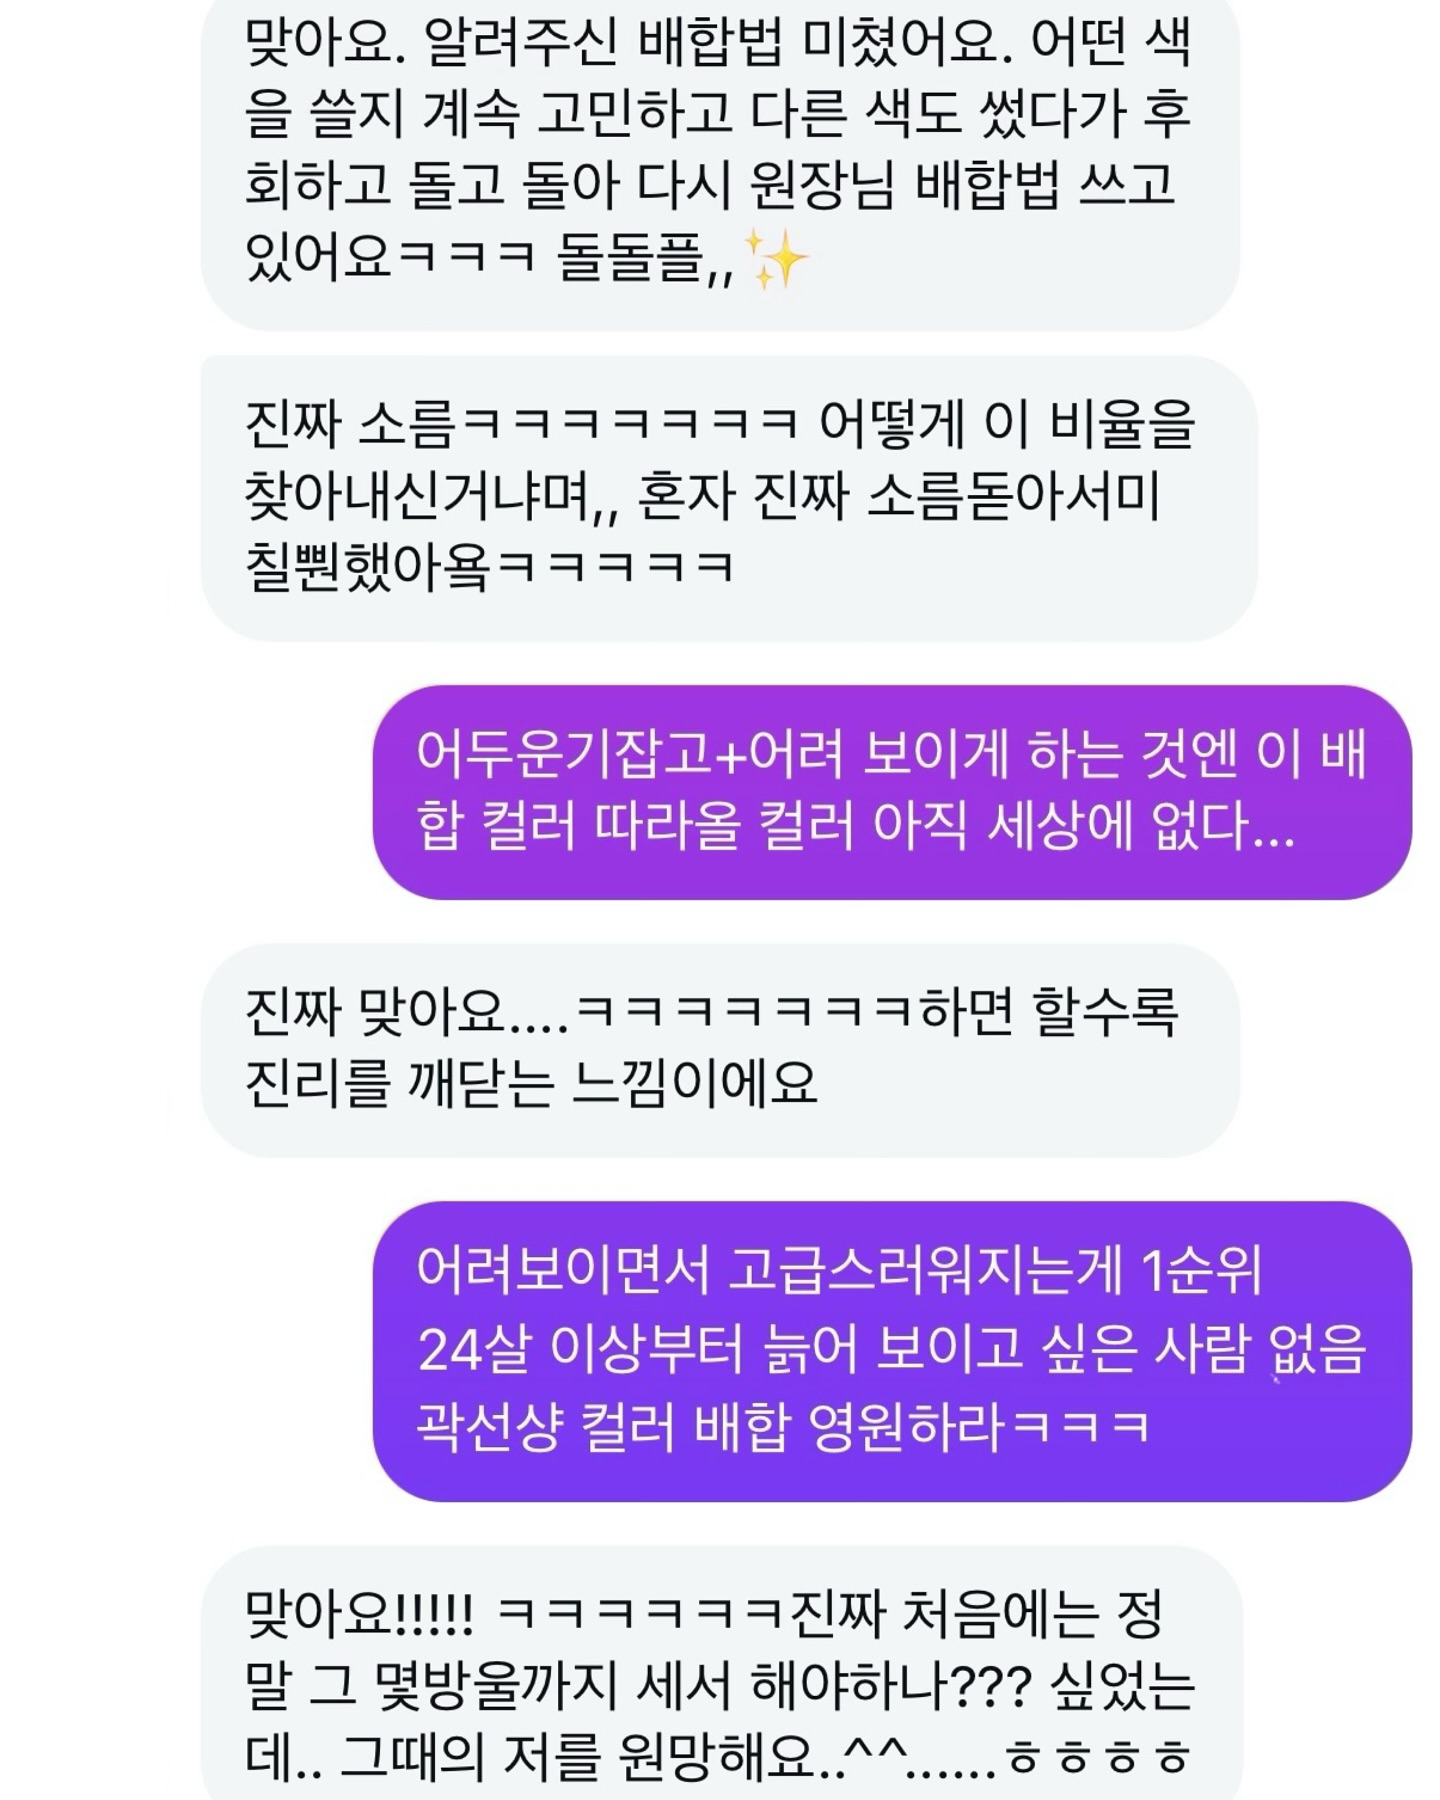 맞아요. 알려주신 배합법 미쳤어요. 어떤 색
을 쓸지 계속 고민하고 다른 색도 썼다가 후
회하고 돌고 돌아 다시 원장님 배합법 쓰고
있어요ㅋㅋㅋ 돌돌플,,✨
진짜 소름ㅋㅋㅋㅋㅋㅋㅋ 어떻게 이 비율을
찾아내신거냐며,, 혼자 진짜 소름돋아서미
칠뿬했아욬ㅋㅋㅋㅋㅋ
어두운기잡고+어려 보이게 하는 것엔 이 배
합 컬러 따라올 컬러 아직 세상에 없다...
진짜 맞아요....ㅋㅋㅋㅋㅋㅋㅋ하면 할수록
진리를 깨닫는 느낌이에요
어려보이면서 고급스러워지는게 1순위
24살 이상부터 늙어 보이고 싶은 사람 없음
곽선샹 컬러 배합 영원하라ㅋㅋㅋ
맞아요!!!!! ㅋㅋㅋㅋㅋㅋ진짜 처음에는 정
말 그 몇방울까지 세서 해야하나??? 싶었는
데.. 그때의 저를 원망해요..^^......ㅎㅎㅎㅎ